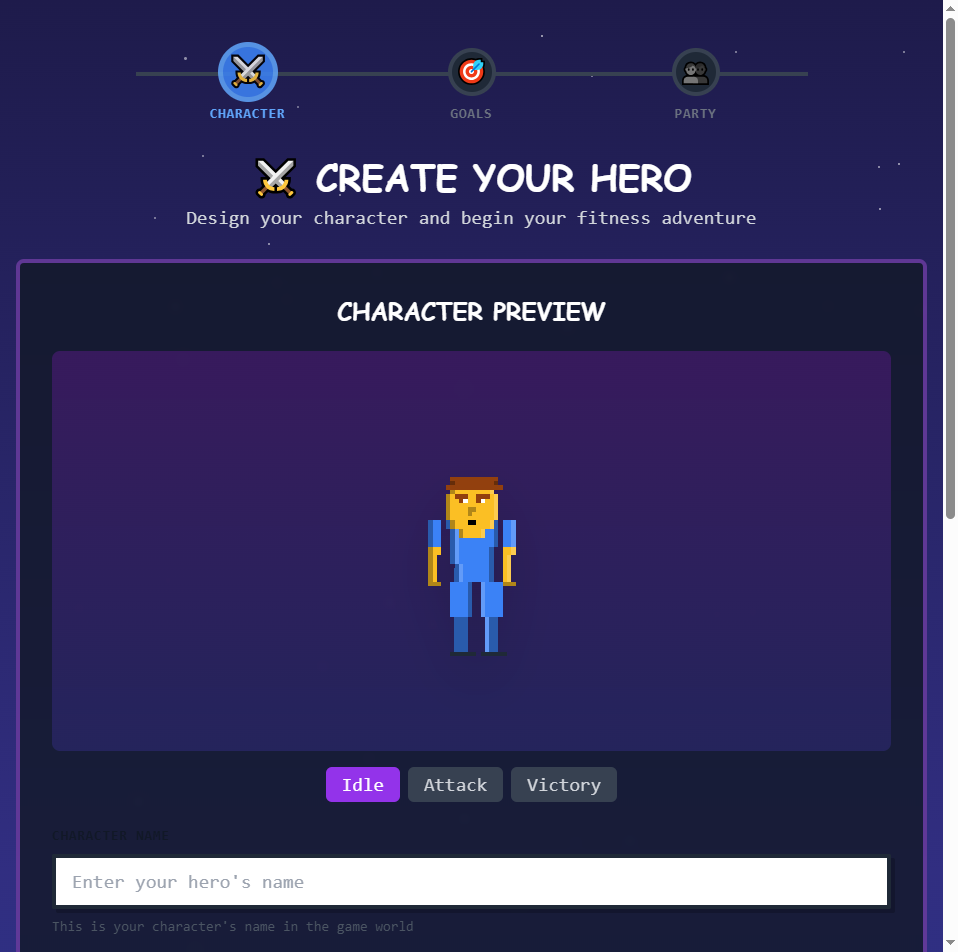 CHARACTER
GOALS
PARTY
CREATE YOUR HERO
Design your character and begin your fitness adventure
CHARACTER PREVIEW
Idle
Attack
Victory
CHARACTER NAME
Enter your hero's name
This is your character's name in the game world